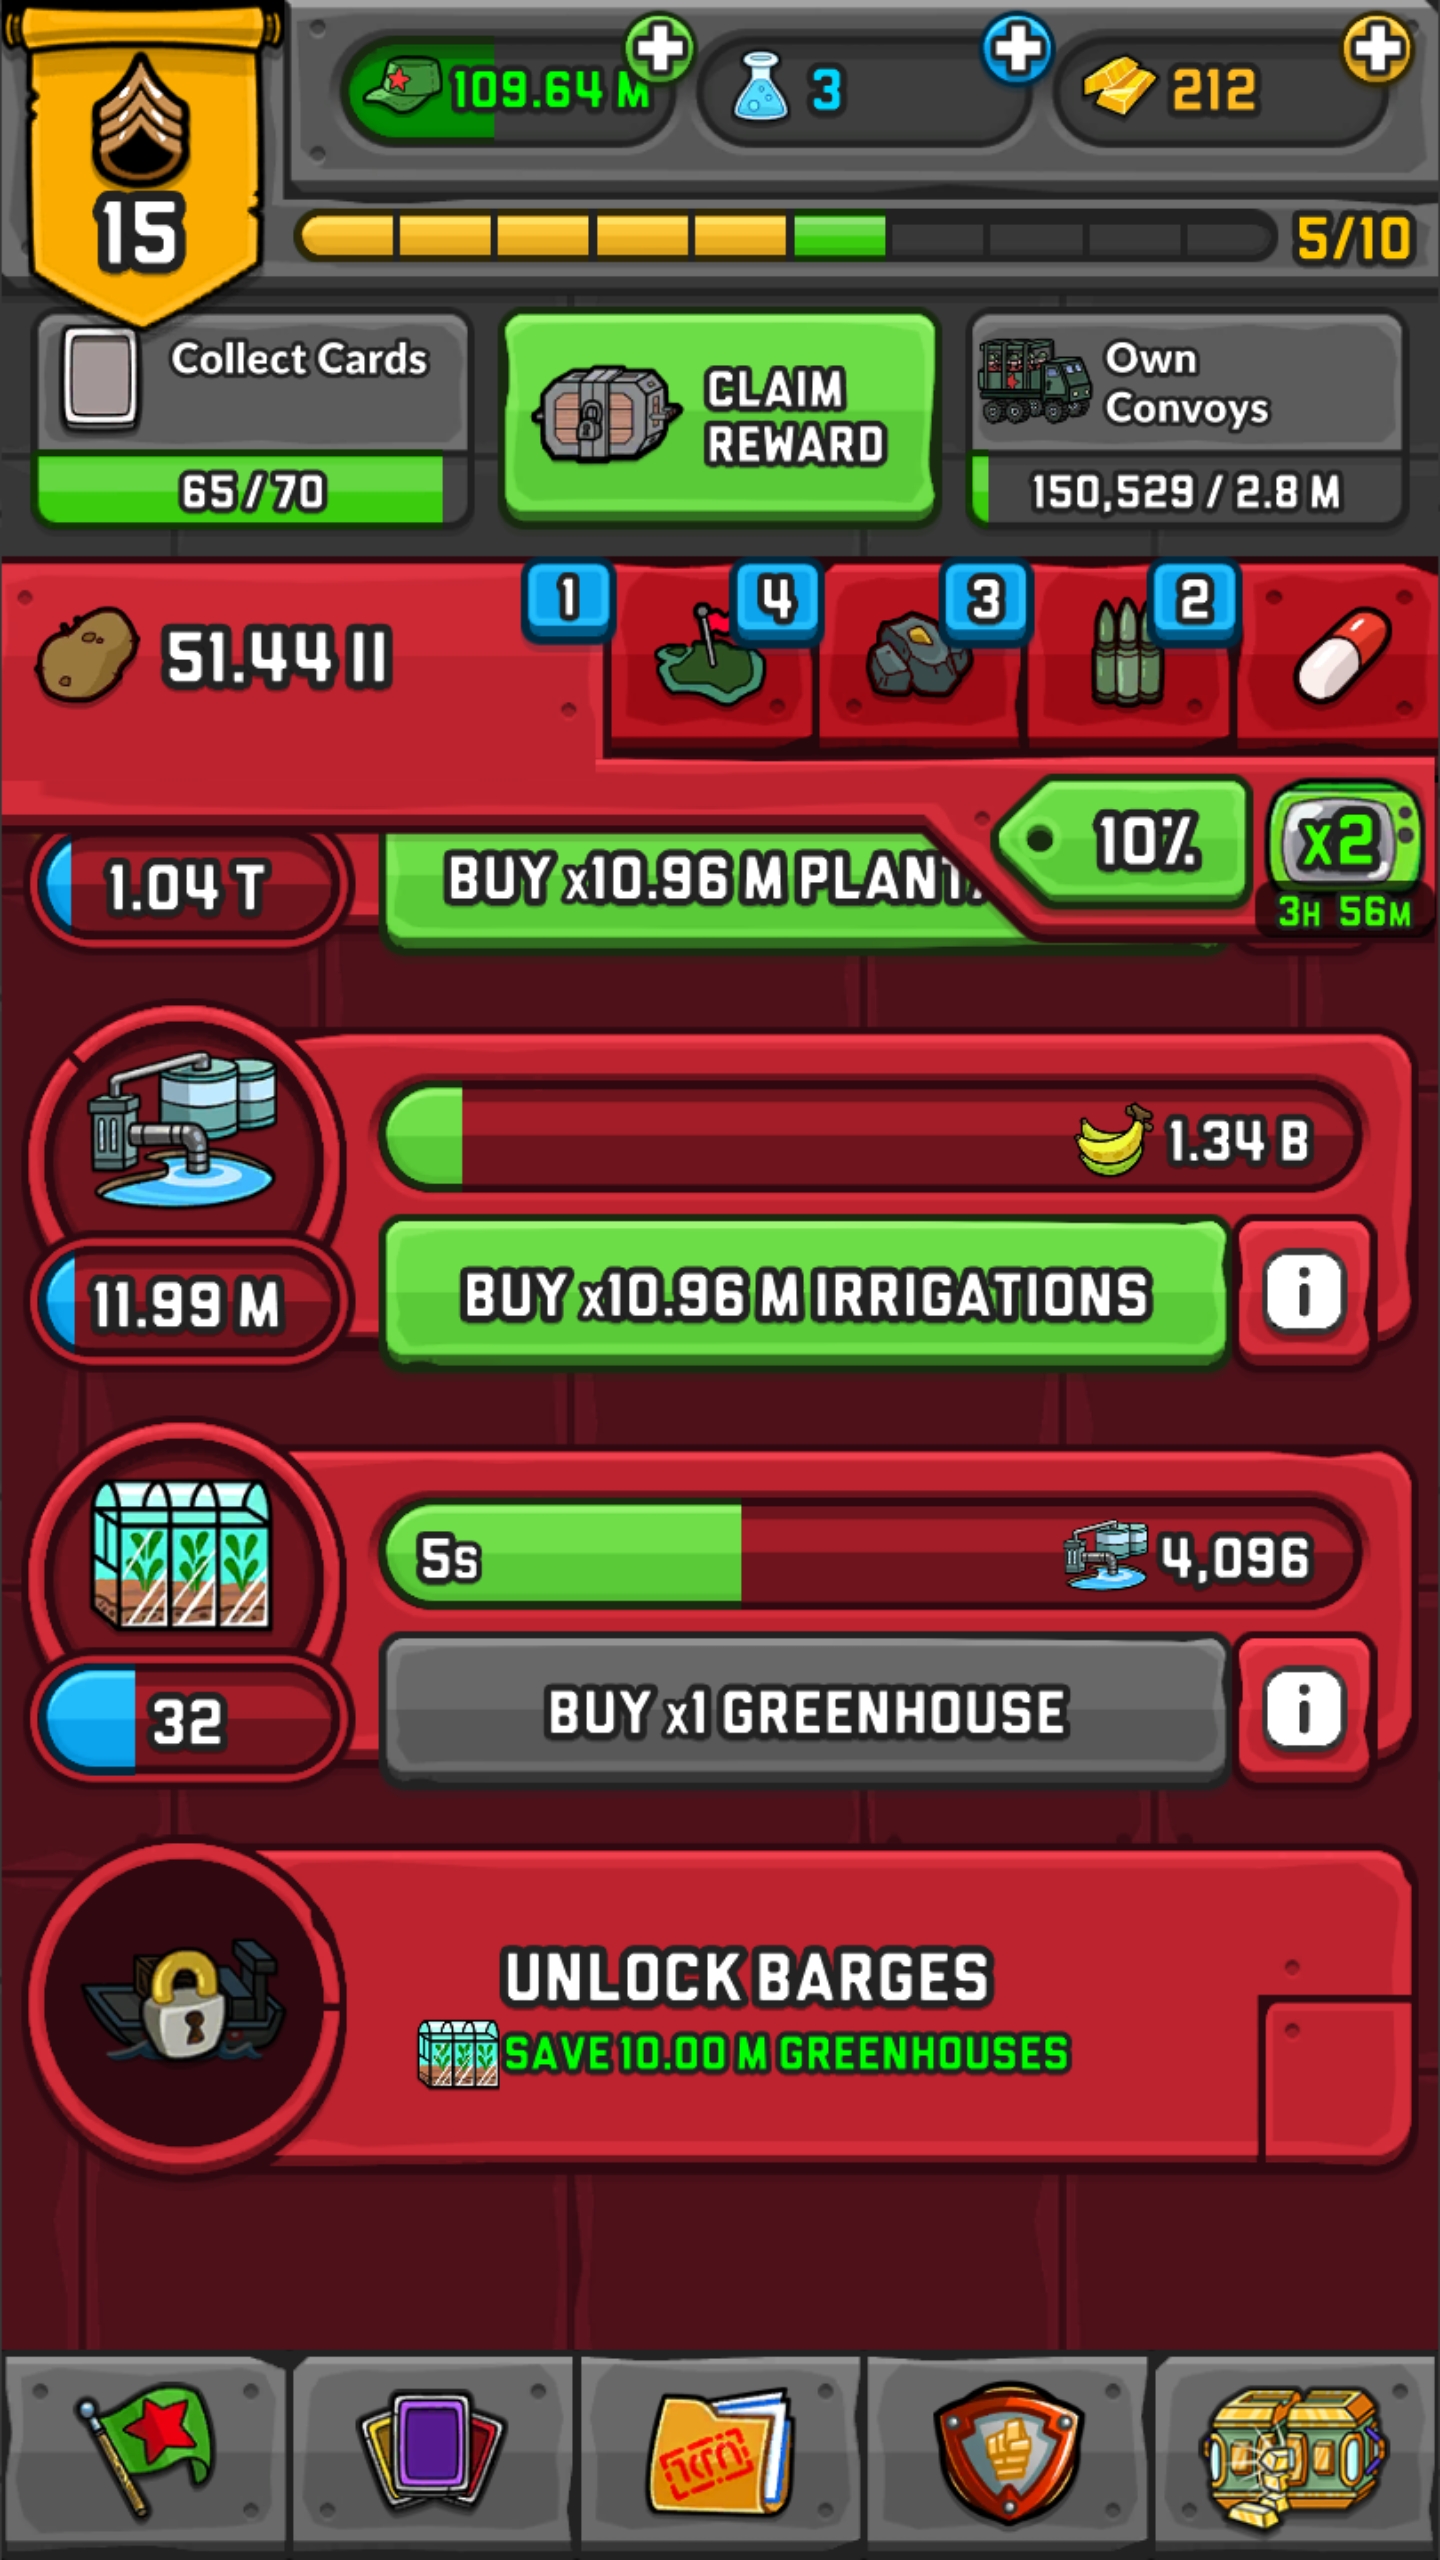 109.64 M
3
212
15
5/10
Collect Cards
65/70
CLAIM
REWARD
Own
Convoys
150,529 / 2.8 M
51.44 II
1
4
3
2
10%
x2
3H 56M
1.04 T
BUY x10.96 M PLANT
1.34 B
11.99 M
BUY x10.96 M IRRIGATIONS
i
5s
4,096
32
BUY x1 GREENHOUSE
i
UNLOCK BARGES
SAVE 10.00 M GREENHOUSES